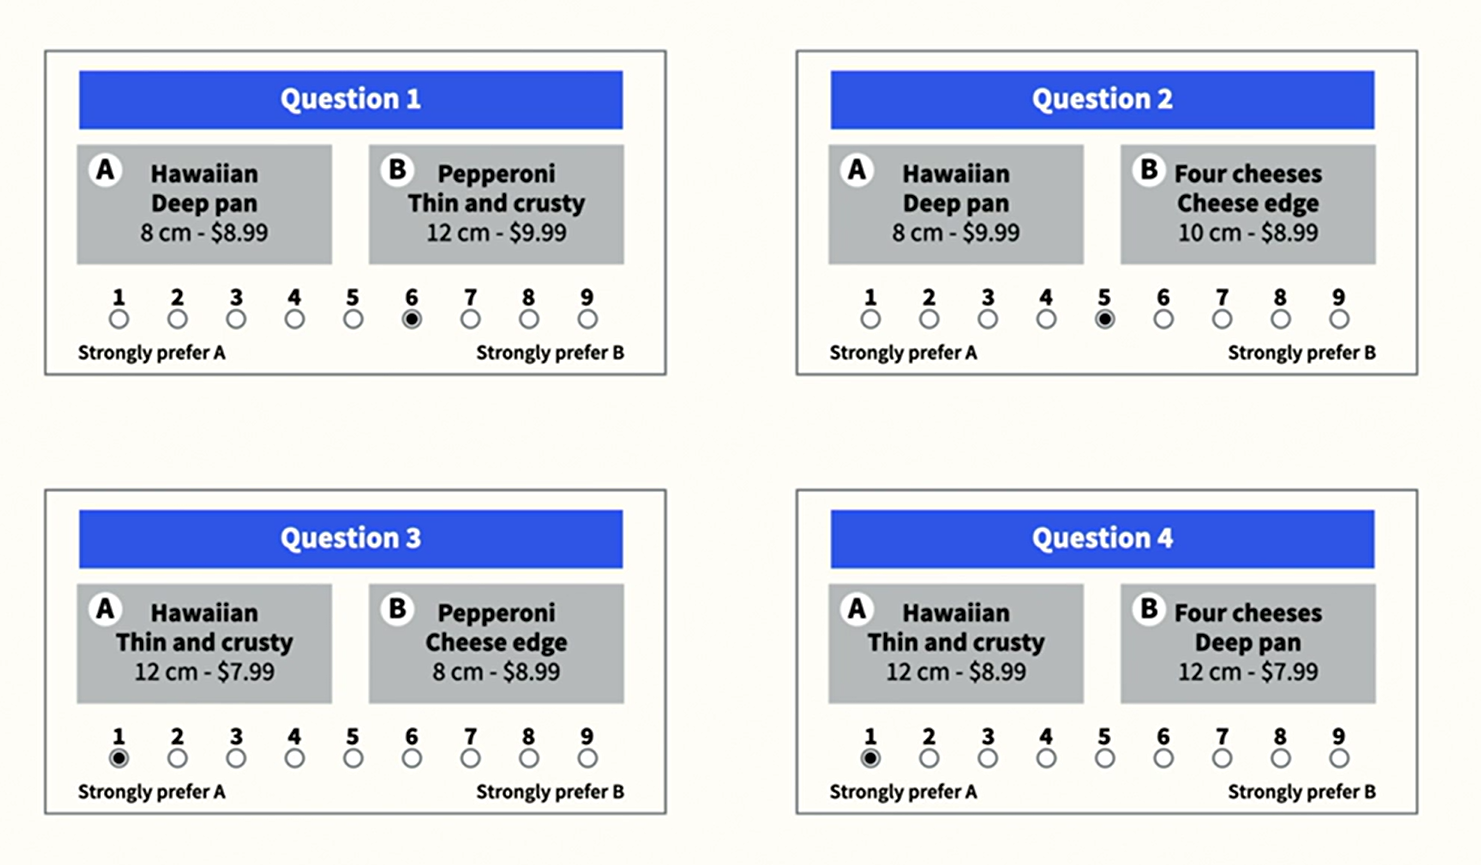 Question 1
A
Hawaiian
Deep pan
8 cm - $8.99
B
Pepperoni
Thin and crusty
12 cm - $9.99
1 2 3 4 5 6 7 8 9
Strongly prefer A
Strongly prefer B
Question 2
A
Hawaiian
Deep pan
8 cm - $9.99
B
Four cheeses
Cheese edge
10 cm - $8.99
1 2 3 4 5 6 7 8 9
Strongly prefer A
Strongly prefer B
Question 3
A
Hawaiian
Thin and crusty
12 cm - $7.99
B
Pepperoni
Cheese edge
8 cm - $8.99
1 2 3 4 5 6 7 8 9
Strongly prefer A
Strongly prefer B
Question 4
A
Hawaiian
Thin and crusty
12 cm - $8.99
B
Four cheeses
Deep pan
12 cm - $7.99
1 2 3 4 5 6 7 8 9
Strongly prefer A
Strongly prefer B